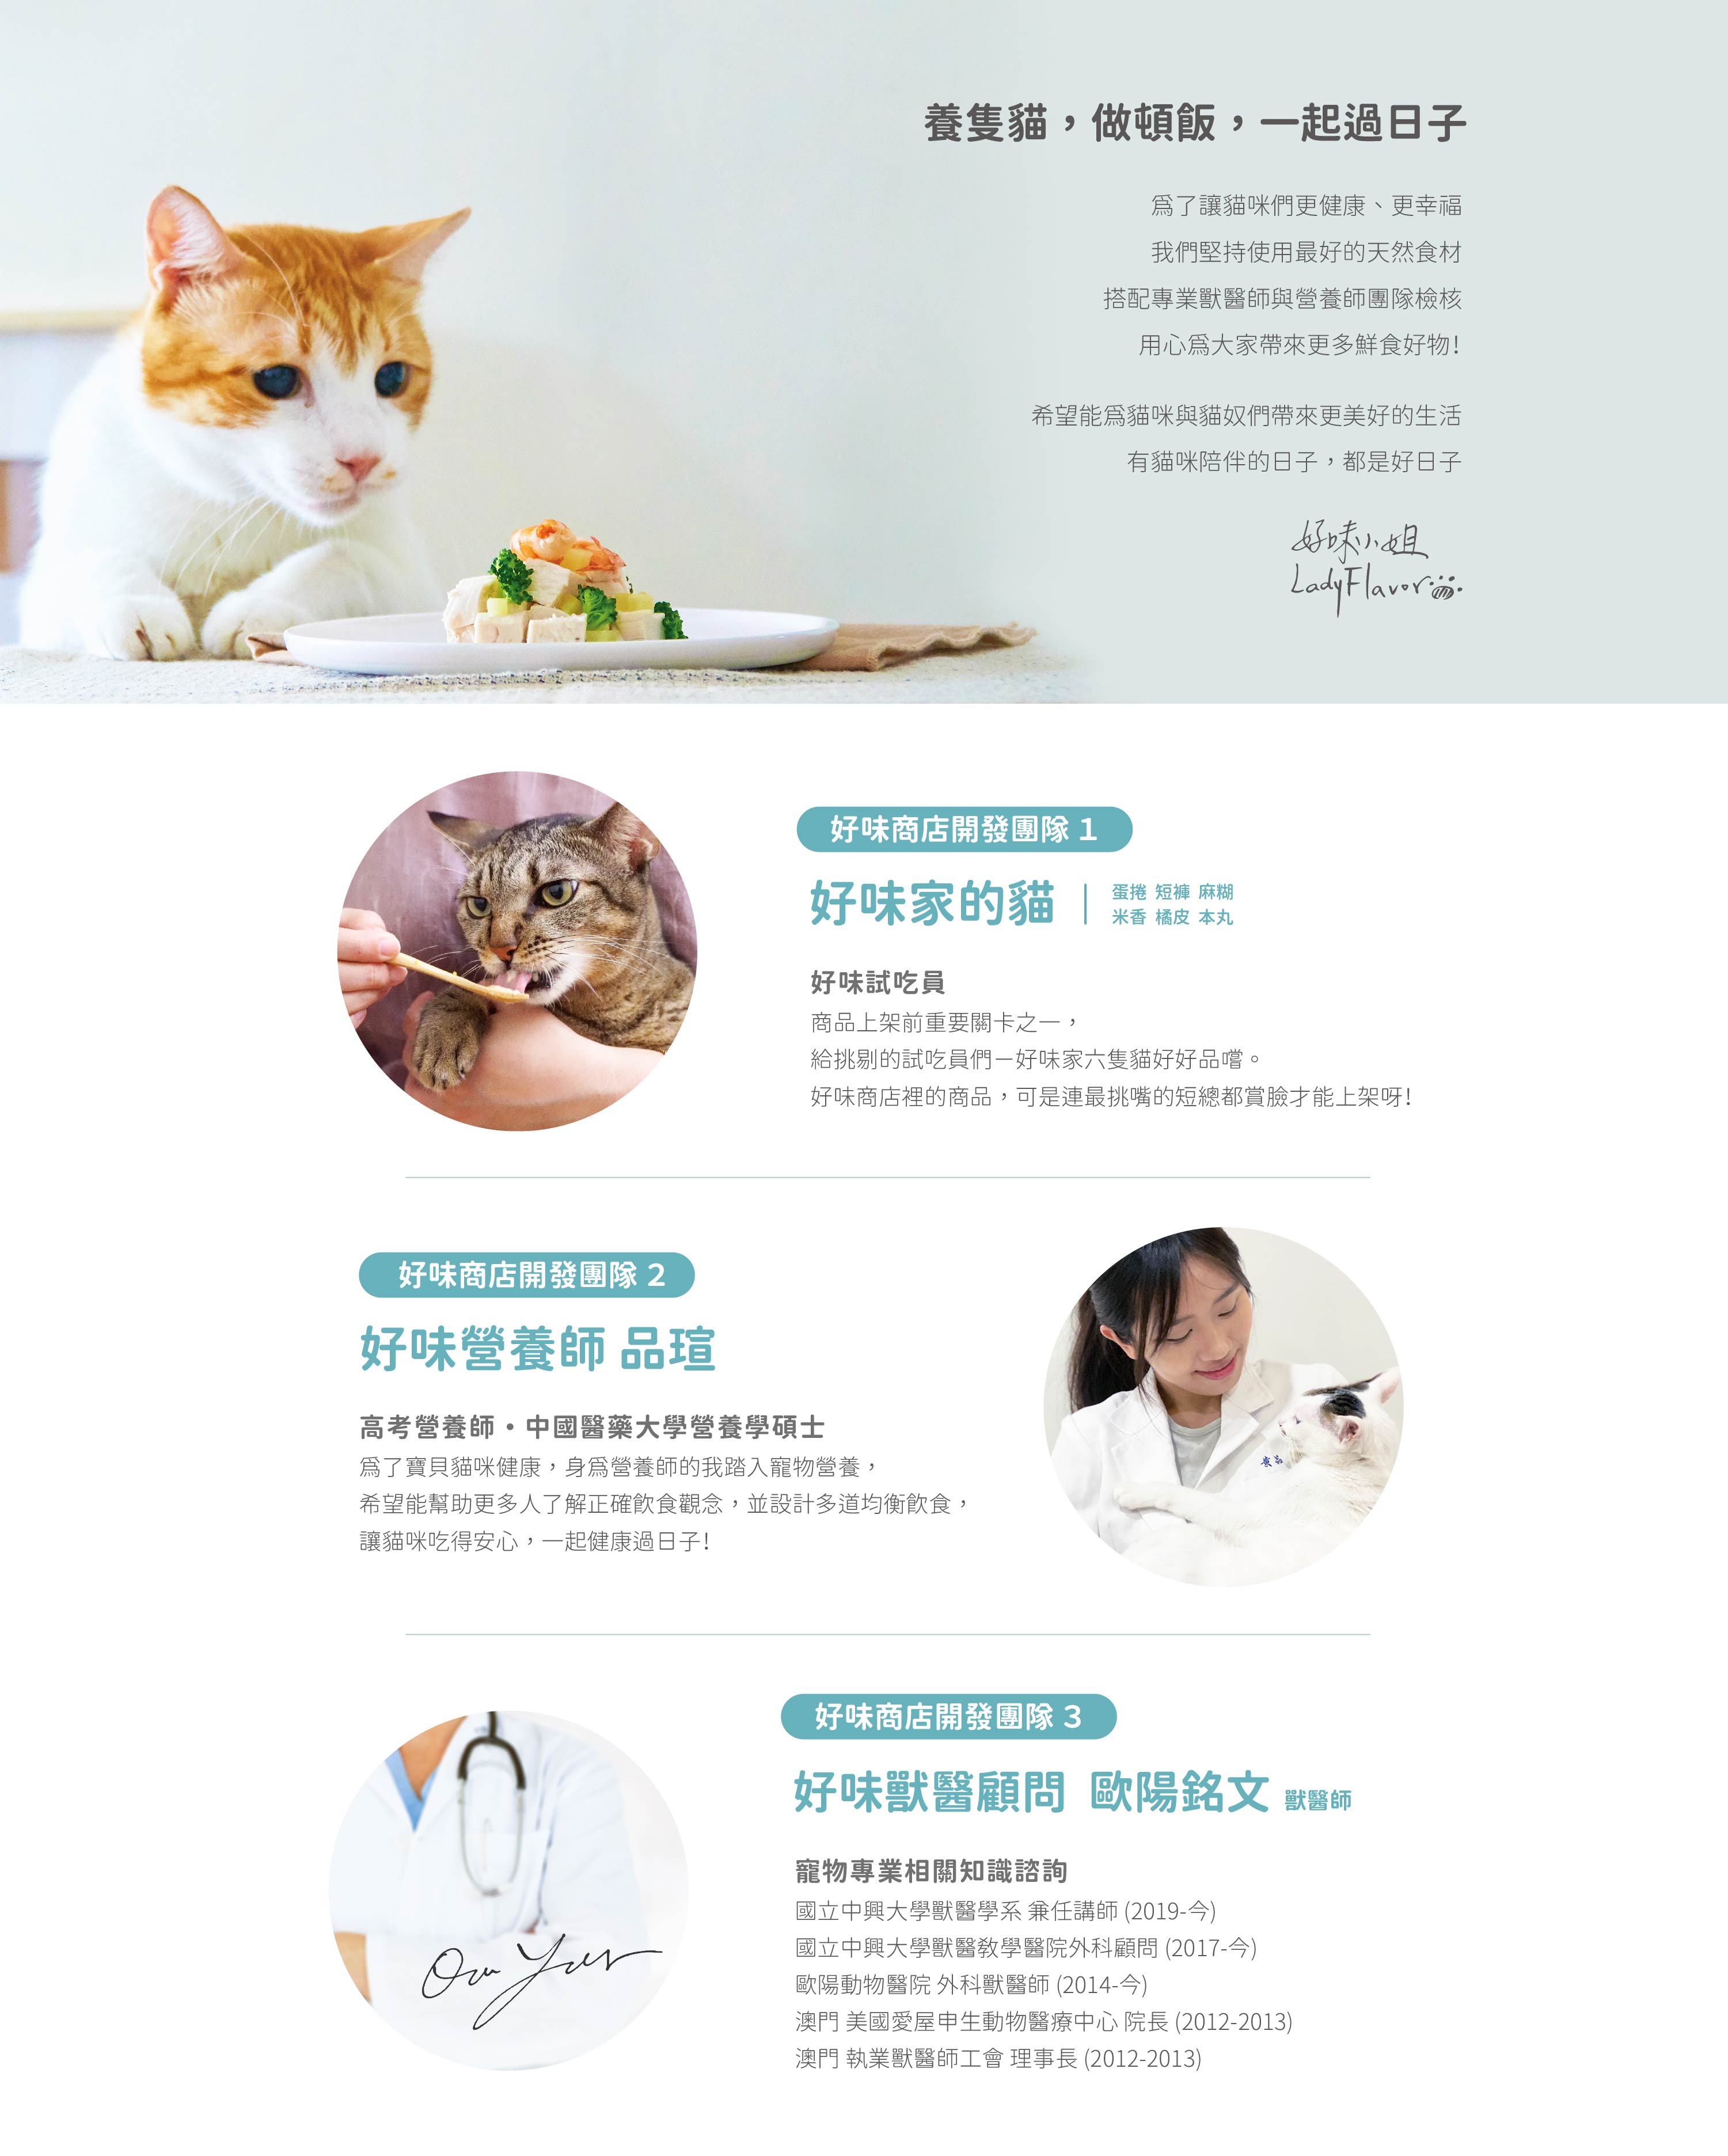 養隻貓，做頓飯，一起過日子
為了讓貓咪們更健康、更幸福
我們堅持使用最好的天然食材
搭配專業獸醫師與營養師團隊檢核
用心為大家帶來更多鮮食好物！
希望能為貓咪與貓奴們帶來更美好的生活
有貓咪陪伴的日子，都是好日子
好味小姐
LadyFlavor
好味商店開發團隊 1
好味家的貓
蛋捲 短褲 麻糊
米香 橘皮 本丸
好味試吃員
商品上架前重要關卡之一，
給挑剔的試吃員們－好味家六隻貓好好品嚐。
好味商店裡的商品，可是連最挑嘴的短總都賞臉才能上架呀！
好味商店開發團隊 2
好味營養師 品瑄
高考營養師・中國醫藥大學營養學碩士
為了寶貝貓咪健康，身為營養師的我踏入寵物營養，
希望能幫助更多人了解正確飲食觀念，並設計多道均衡飲食，
讓貓咪吃得安心，一起健康過日子！
好味商店開發團隊 3
好味獸醫顧問 歐陽銘文 獸醫師
寵物專業相關知識諮詢
國立中興大學獸醫學系 兼任講師 (2019-今)
國立中興大學獸醫教學醫院外科顧問 (2017-今)
歐陽動物醫院 外科獸醫師 (2014-今)
澳門 美國愛屋申生動物醫療中心 院長 (2012-2013)
澳門 執業獸醫師工會 理事長 (2012-2013)